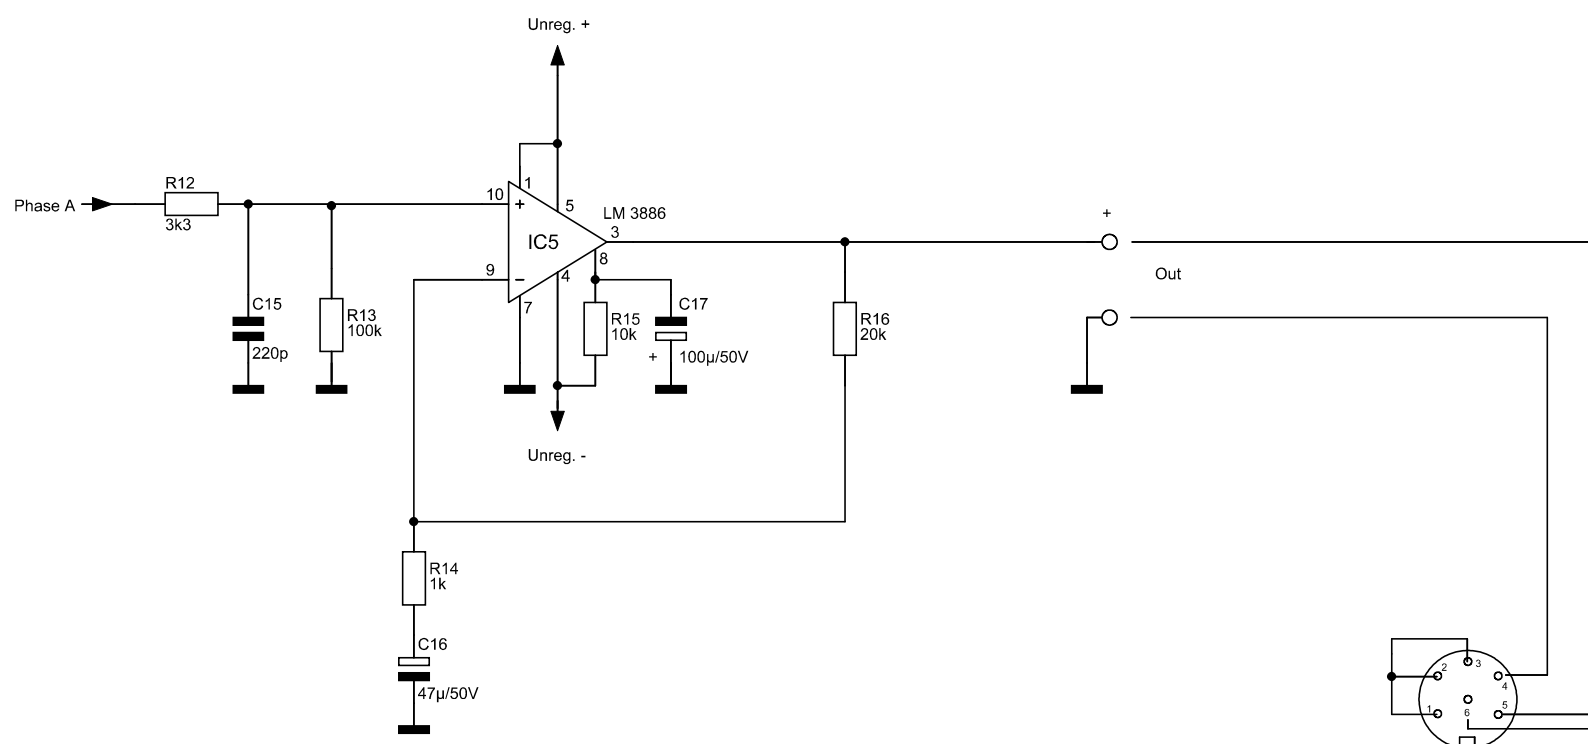 Unreg. +
R12
Phase A
3k3
10
1
+
5
LM 3886
3
IC5
8
9
−
4
7
+
Out
C15
220p
R13
100k
R15
10k
C17
+
100µ/50V
R16
20k
Unreg. -
R14
1k
C16
47µ/50V
3
2
4
1
6
5